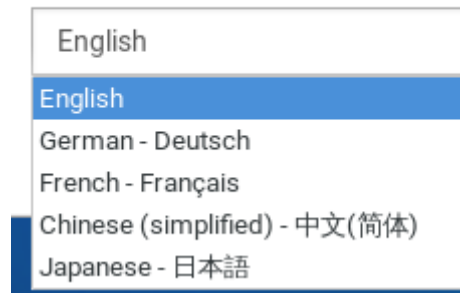 English
English
German - Deutsch
French - Français
Chinese (simplified) - 中文(简体)
Japanese - 日本語